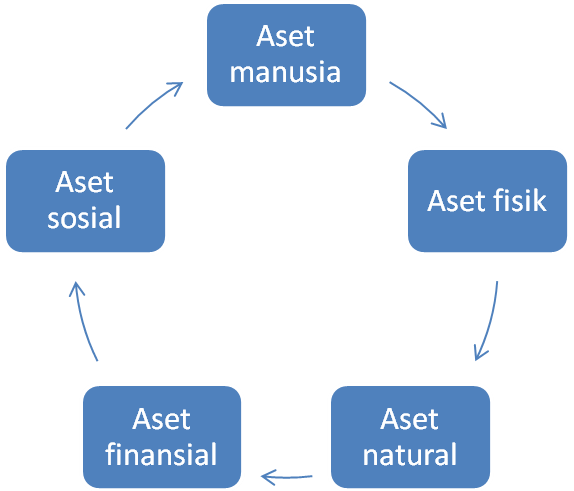 Aset
manusia
Aset fisik
Aset
natural
Aset
finansial
Aset
sosial